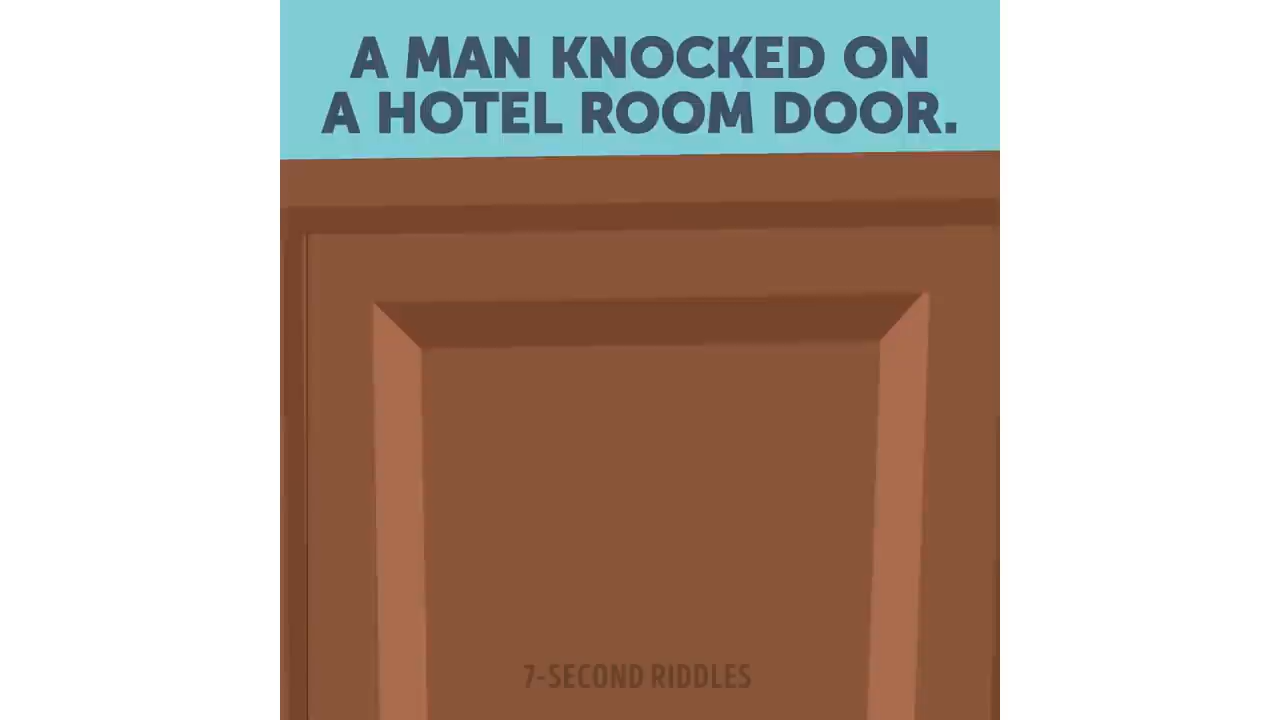 A MAN KNOCKED ON
A HOTEL ROOM DOOR.
7-SECOND RIDDLES